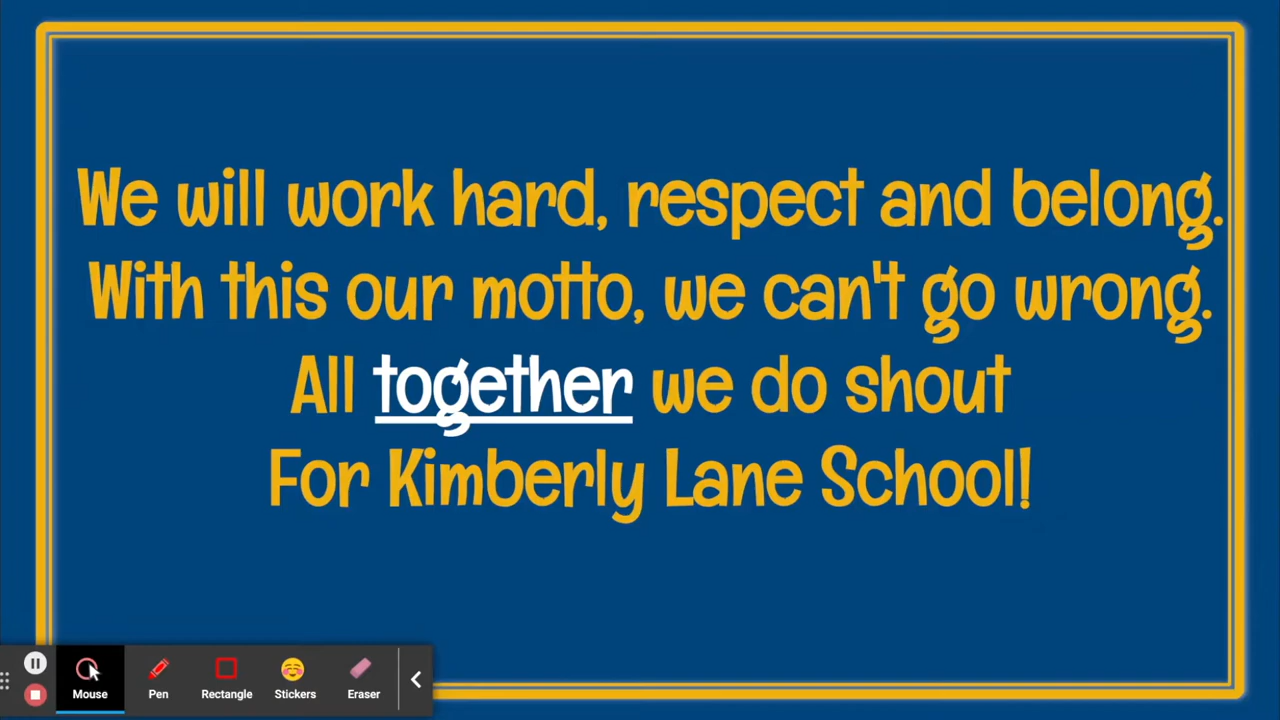 We will work hard, respect and belong.
With this our motto, we can't go wrong.
All together we do shout
For Kimberly Lane School!
Mouse Pen Rectangle Stickers Eraser